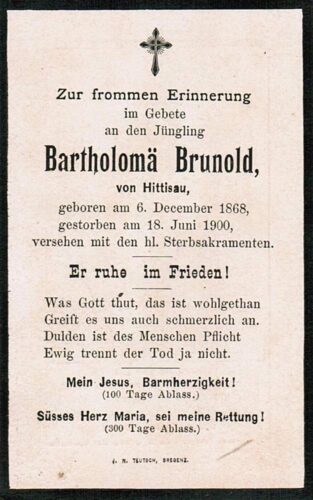 Zur frommen Erinnerung
im Gebete
an den Jüngling
Bartholomä Brunold,
von Hittisau,
geboren am 6. December 1868,
gestorben am 18. Juni 1900,
versehen mit den hl. Sterbsakramenten.
Er ruhe im Frieden!
Was Gott thut, das ist wohlgethan
Greift es uns auch schmerzlich an.
Dulden ist des Menschen Pflicht
Ewig trennt der Tod ja nicht.
Mein Jesus, Barmherzigkeit!
(100 Tage Ablass.)
Süsses Herz Maria, sei meine Rettung!
(300 Tage Ablass.)
J. N. TEUTSCH, BREGENZ.